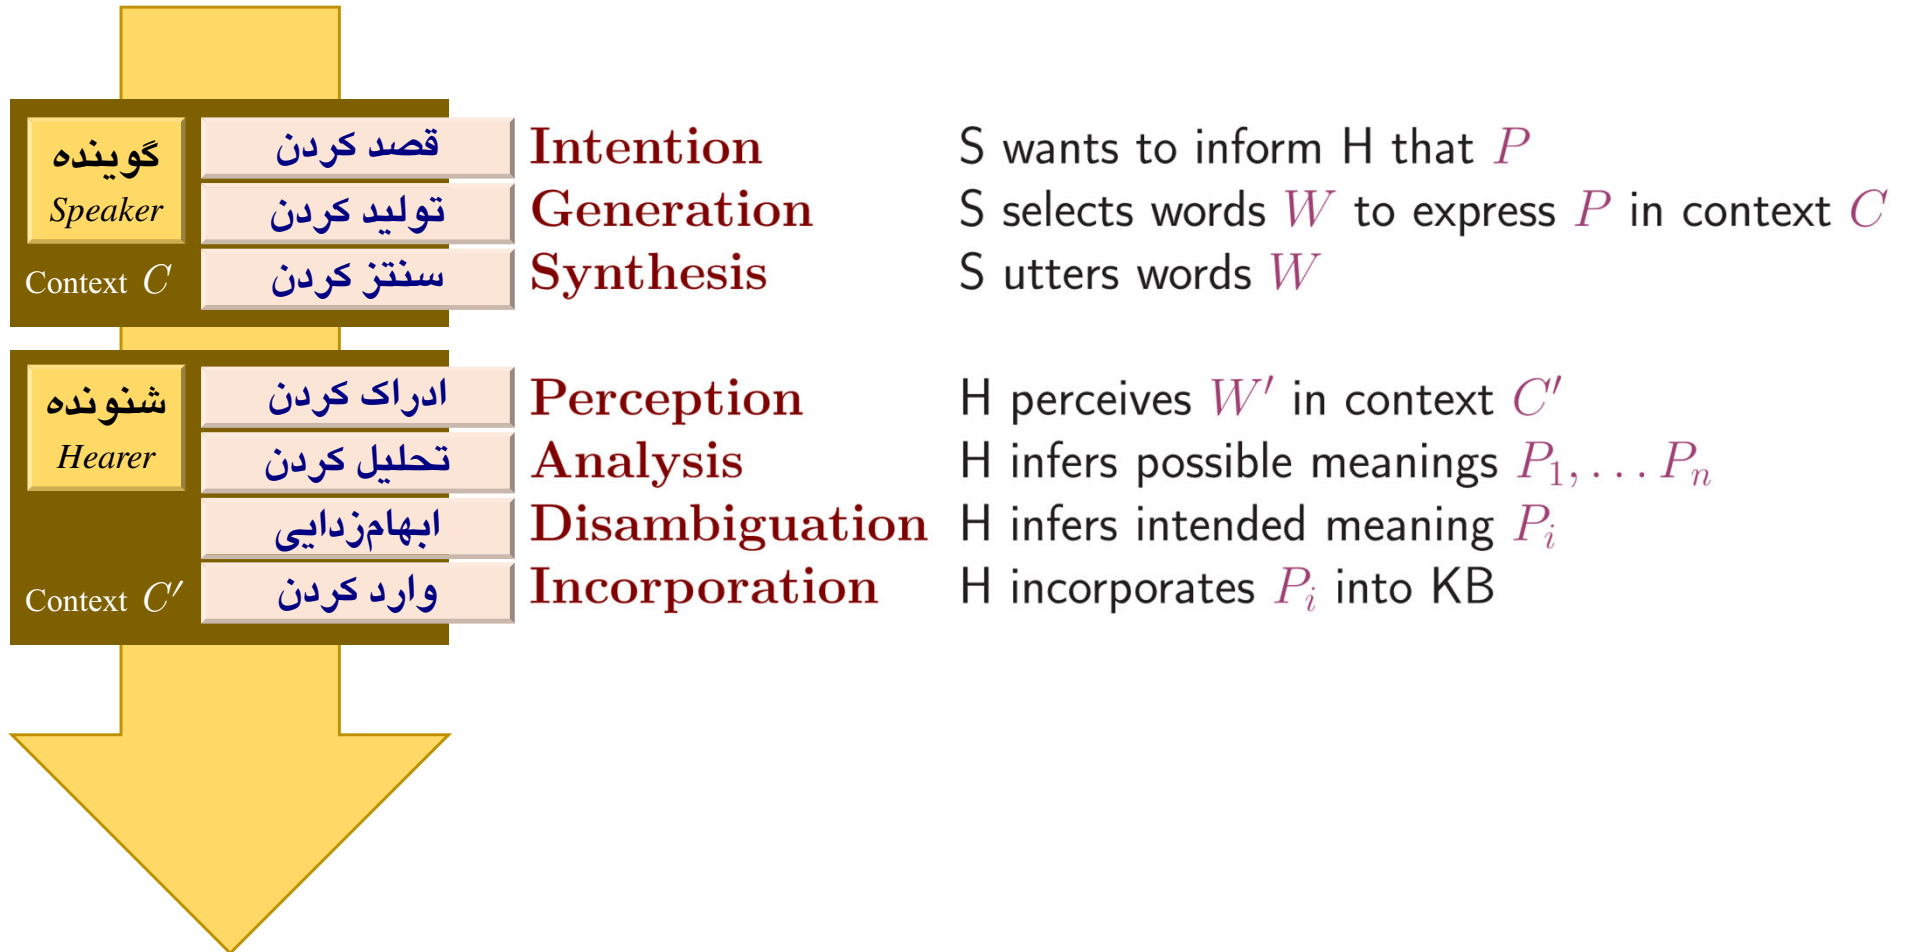 گوینده
Speaker
Context C
قصد کردن Intention S wants to inform H that P
تولید کردن Generation S selects words W to express P in context C
سنتز کردن Synthesis S utters words W
شنونده
Hearer
Context C′
ادراک کردن Perception H perceives W′ in context C′
تحلیل کردن Analysis H infers possible meanings P₁, . . . Pₙ
ابهام‌زدایی Disambiguation H infers intended meaning Pᵢ
وارد کردن Incorporation H incorporates Pᵢ into KB